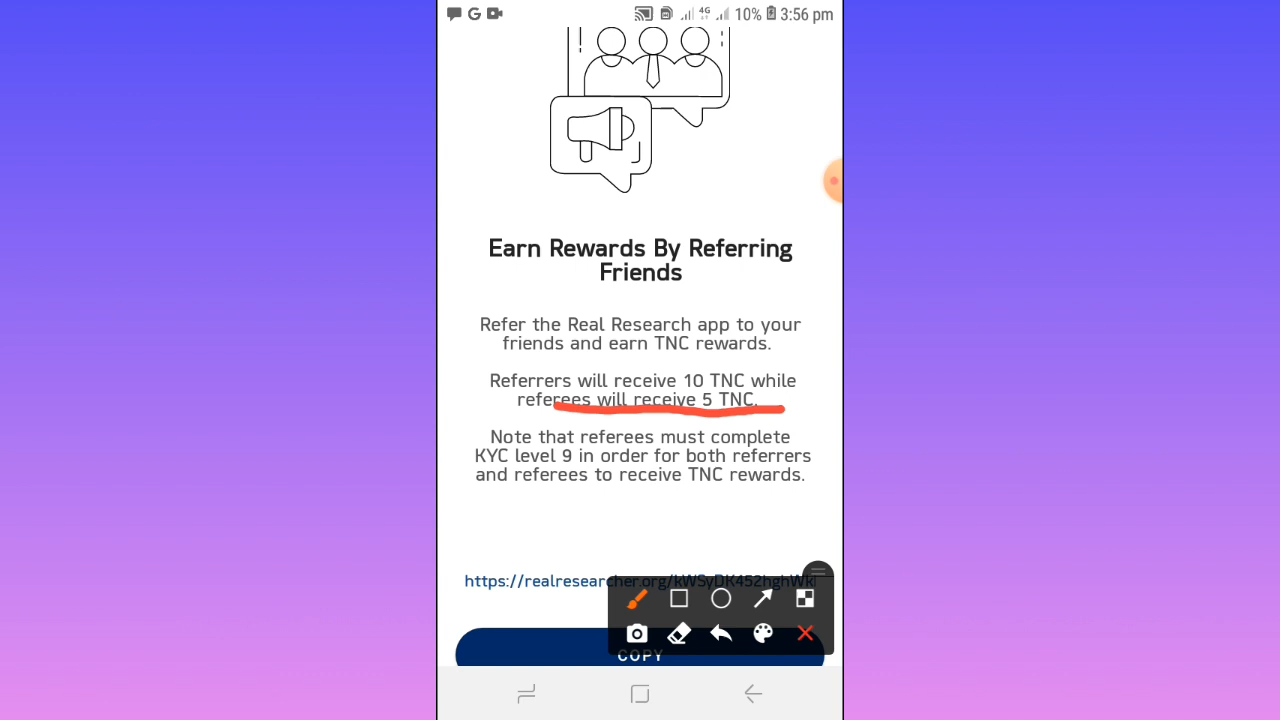 4G 10% 3:56 pm
Earn Rewards By Referring
Friends
Refer the Real Research app to your
friends and earn TNC rewards.
Referrers will receive 10 TNC while
referees will receive 5 TNC.
Note that referees must complete
KYC level 9 in order for both referrers
and referees to receive TNC rewards.
https://realresearcher.org/kWSyDK452hghWk
COPY